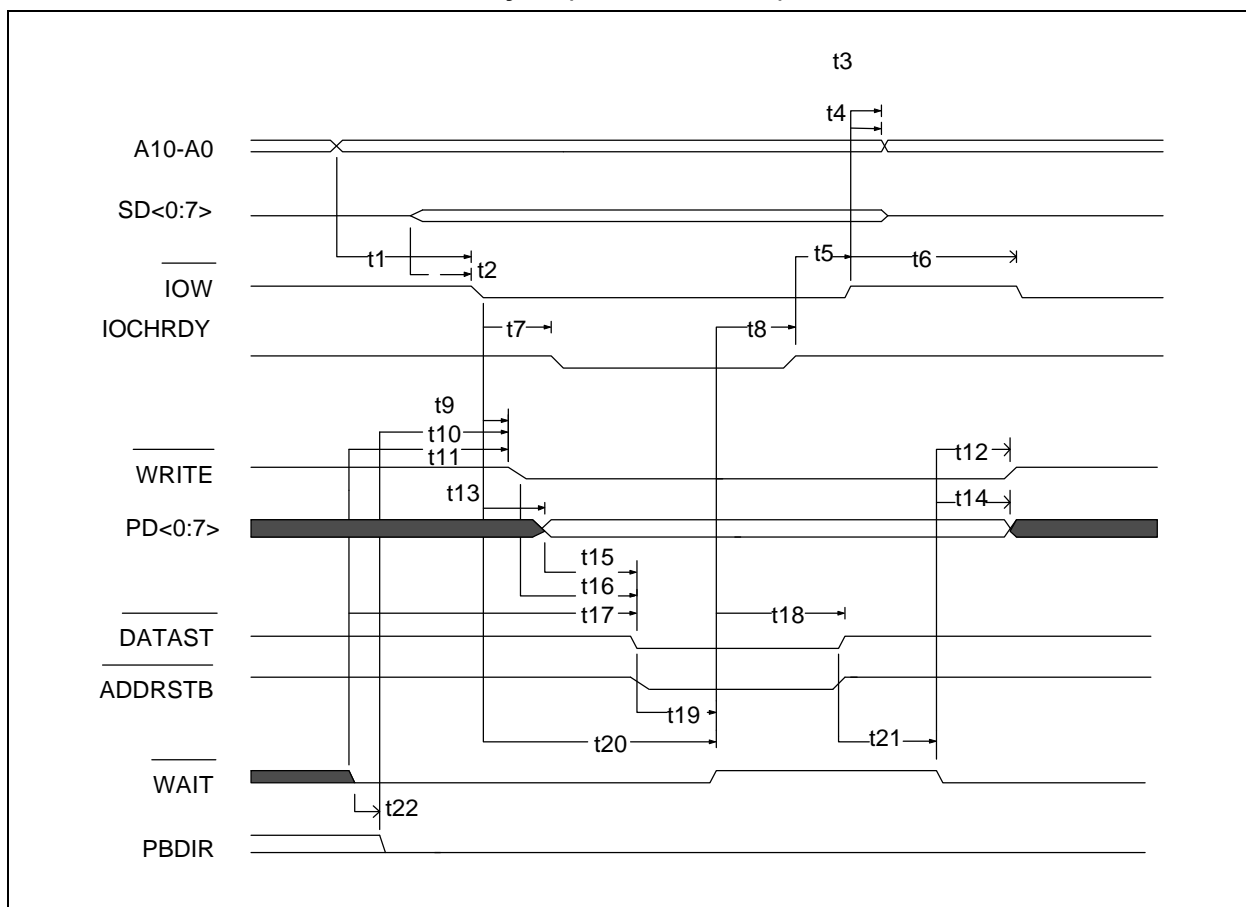 t3
t4
A10-A0
SD<0:7>
t5
t6
t1
t2
IOW
IOCHRDY
t7
t8
t9
t10
t11
t12
WRITE
t13
t14
PD<0:7>
t15
t16
t17
t18
DATAST
ADDRSTB
t19
t20
t21
WAIT
t22
PBDIR